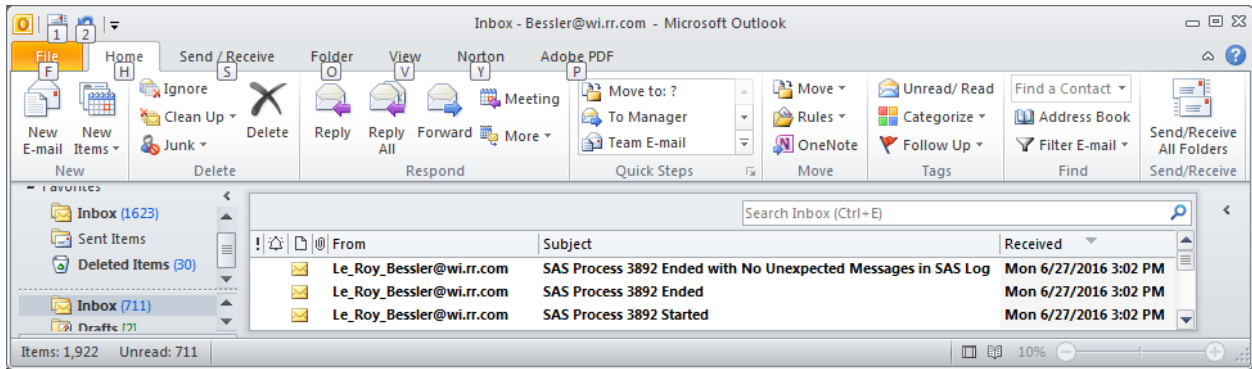 Inbox - Bessler@wi.rr.com - Microsoft Outlook
1 2
File Home Send / Receive Folder View Norton Adobe PDF
F H S O V Y P
Ignore Meeting Move to: ? Move Unread/ Read Find a Contact
Clean Up To Manager Rules Categorize Address Book
New E-mail New Items Junk Delete Reply Reply All Forward More Team E-mail OneNote Follow Up Filter E-mail Send/Receive All Folders
New Delete Respond Quick Steps Move Tags Find Send/Receive
Favorites
Inbox (1623) Search Inbox (Ctrl+E)
Sent Items ! From Subject Received
Deleted Items (30) Le_Roy_Bessler@wi.rr.com SAS Process 3892 Ended with No Unexpected Messages in SAS Log Mon 6/27/2016 3:02 PM
Le_Roy_Bessler@wi.rr.com SAS Process 3892 Ended Mon 6/27/2016 3:02 PM
Inbox (711) Le_Roy_Bessler@wi.rr.com SAS Process 3892 Started Mon 6/27/2016 3:02 PM
Drafts [2]
Items: 1,922 Unread: 711 10%